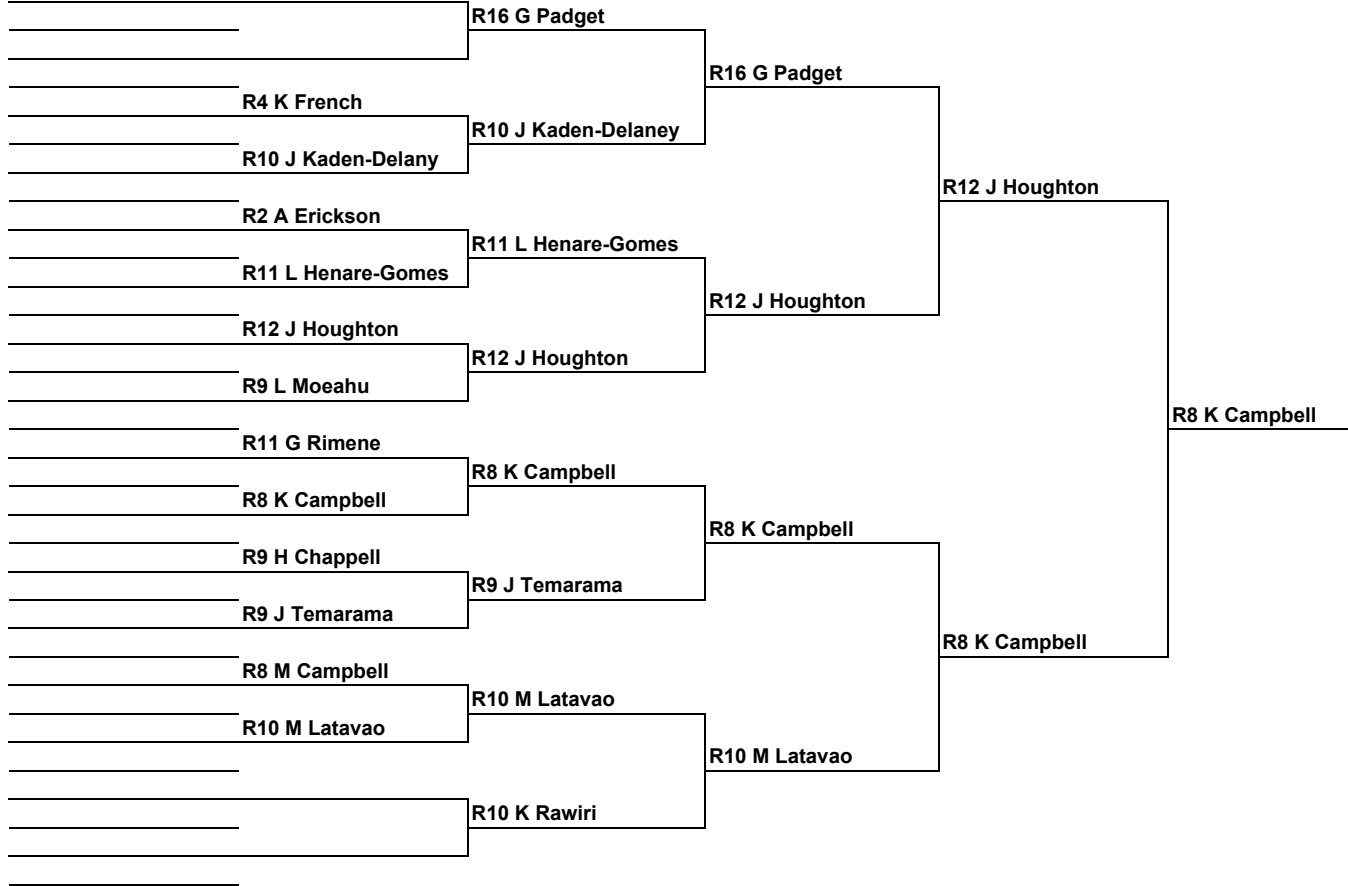 R16 G Padget
R16 G Padget
R4 K French
R10 J Kaden-Delaney
R10 J Kaden-Delany
R12 J Houghton
R2 A Erickson
R11 L Henare-Gomes
R11 L Henare-Gomes
R12 J Houghton
R12 J Houghton
R12 J Houghton
R9 L Moeahu
R8 K Campbell
R11 G Rimene
R8 K Campbell
R8 K Campbell
R8 K Campbell
R9 H Chappell
R9 J Temarama
R9 J Temarama
R8 K Campbell
R8 M Campbell
R10 M Latavao
R10 M Latavao
R10 M Latavao
R10 K Rawiri